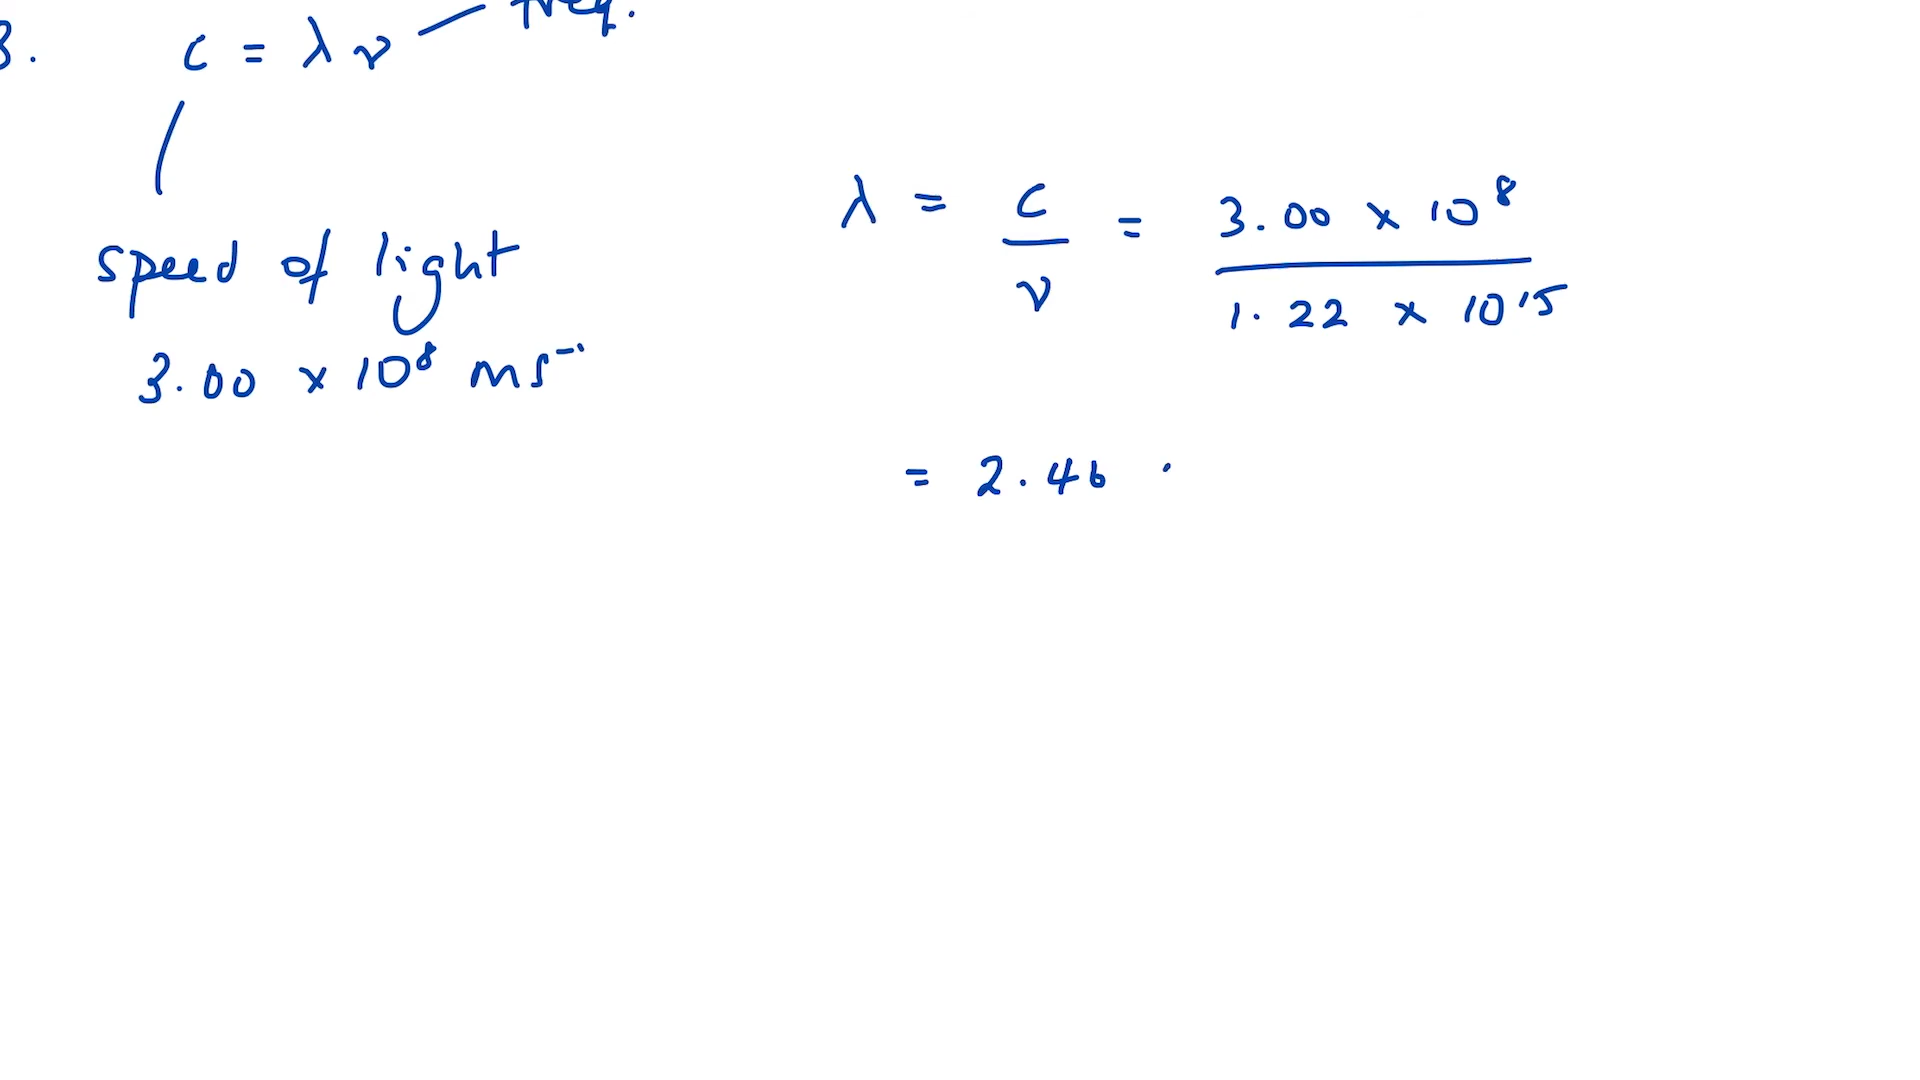 3. c = λν — freq.
speed of light
3.00 × 10⁸ ms⁻¹
λ = c/ν = 3.00 × 10⁸ / 1.22 × 10¹⁵
= 2.46 ·